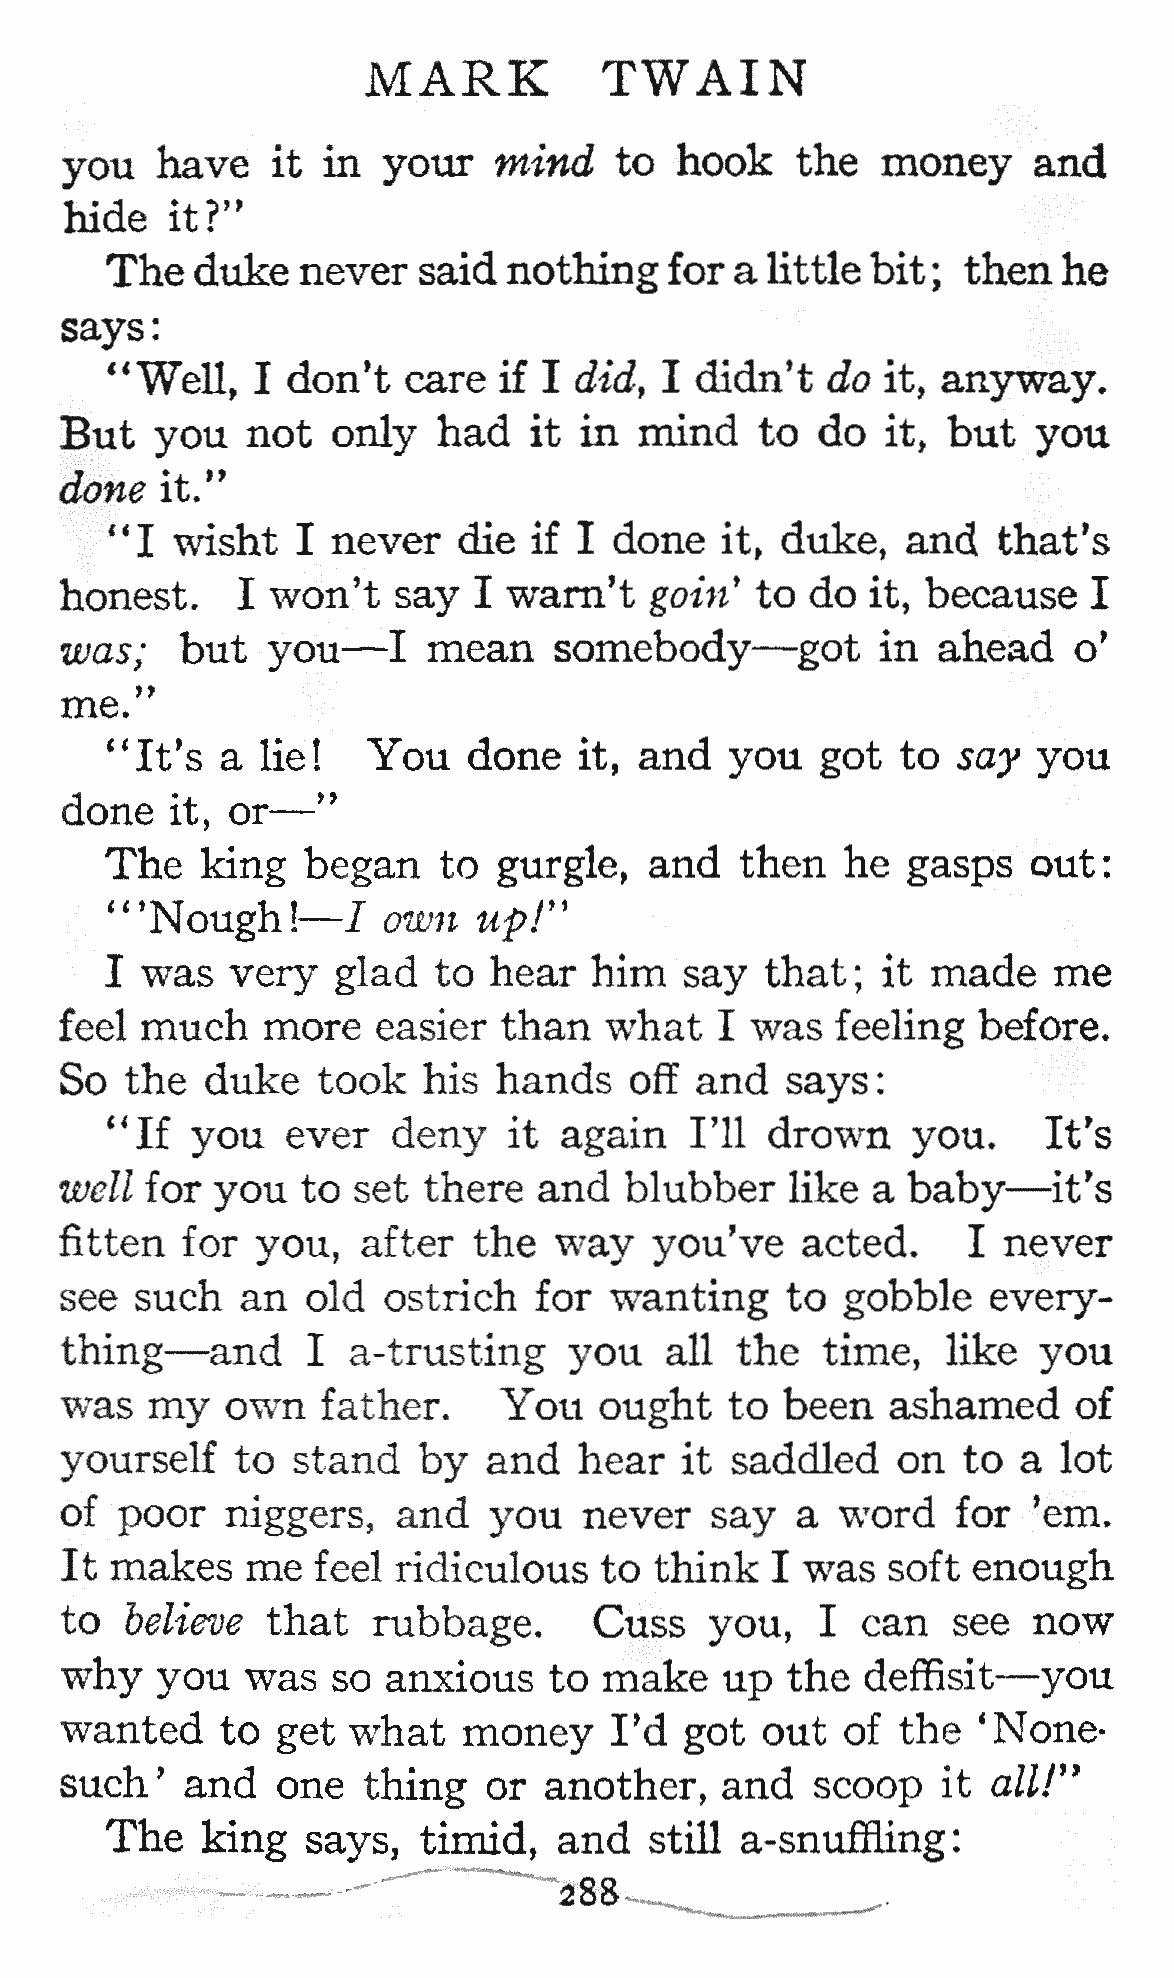 MARK TWAIN
you have it in your mind to hook the money and
hide it?"
The duke never said nothing for a little bit; then he
says:
"Well, I don't care if I did, I didn't do it, anyway.
But you not only had it in mind to do it, but you
done it."
"I wisht I never die if I done it, duke, and that's
honest. I won't say I warn't goin' to do it, because I
was; but you—I mean somebody—got in ahead o'
me."
"It's a lie! You done it, and you got to say you
done it, or—"
The king began to gurgle, and then he gasps out:
"'Nough!—I own up!"
I was very glad to hear him say that; it made me
feel much more easier than what I was feeling before.
So the duke took his hands off and says:
"If you ever deny it again I'll drown you. It's
well for you to set there and blubber like a baby—it's
fitten for you, after the way you've acted. I never
see such an old ostrich for wanting to gobble every-
thing—and I a-trusting you all the time, like you
was my own father. You ought to been ashamed of
yourself to stand by and hear it saddled on to a lot
of poor niggers, and you never say a word for 'em.
It makes me feel ridiculous to think I was soft enough
to believe that rubbage. Cuss you, I can see now
why you was so anxious to make up the deffisit—you
wanted to get what money I'd got out of the 'None-
such' and one thing or another, and scoop it all!"
The king says, timid, and still a-snuffling:
288